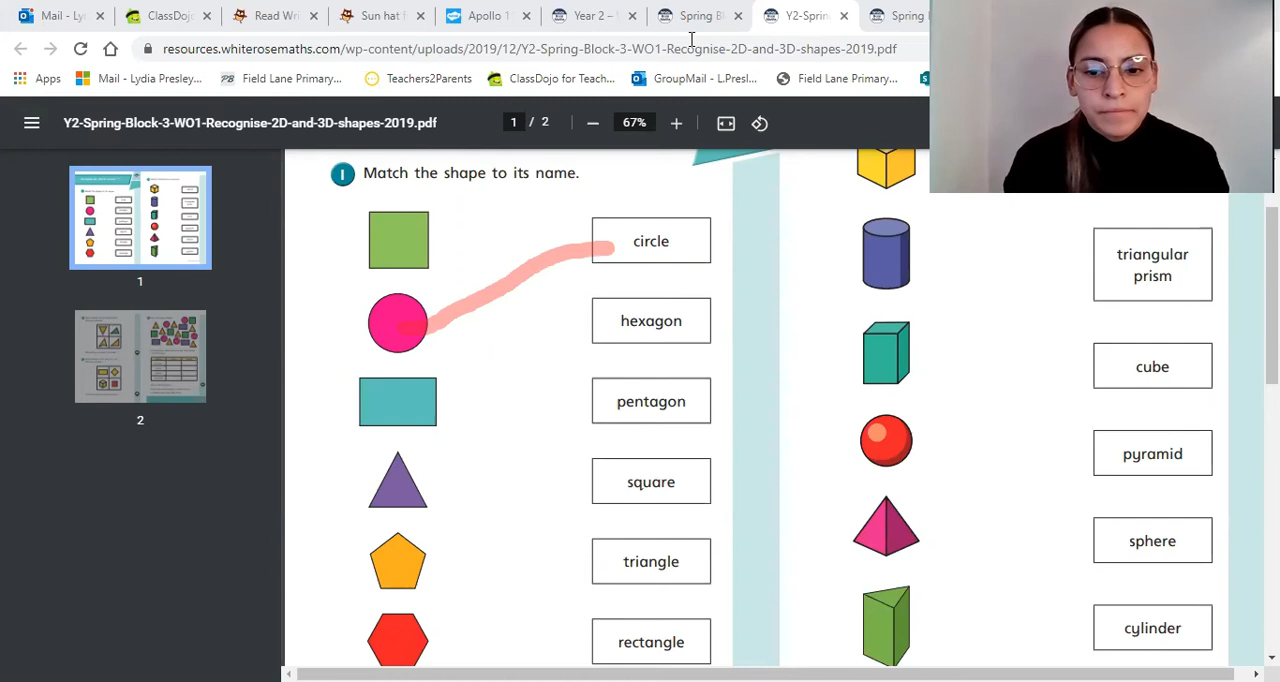 Mail - Ly
ClassDojo
Read Wr
Sun hat f
Apollo 1
Year 2 –
Spring B
Y2-Sprin
Spring
resources.whiterosemaths.com/wp-content/uploads/2019/12/Y2-Spring-Block-3-WO1-Recognise-2D-and-3D-shapes-2019.pdf
Apps
Mail - Lydia Presley...
Field Lane Primary...
Teachers2Parents
ClassDojo for Teach...
GroupMail - LPresl...
Field Lane Primary...
Y2-Spring-Block-3-WO1-Recognise-2D-and-3D-shapes-2019.pdf
1 / 2
67%
1
2
1 Match the shape to its name.
circle
hexagon
pentagon
square
triangle
rectangle
triangular
prism
cube
pyramid
sphere
cylinder